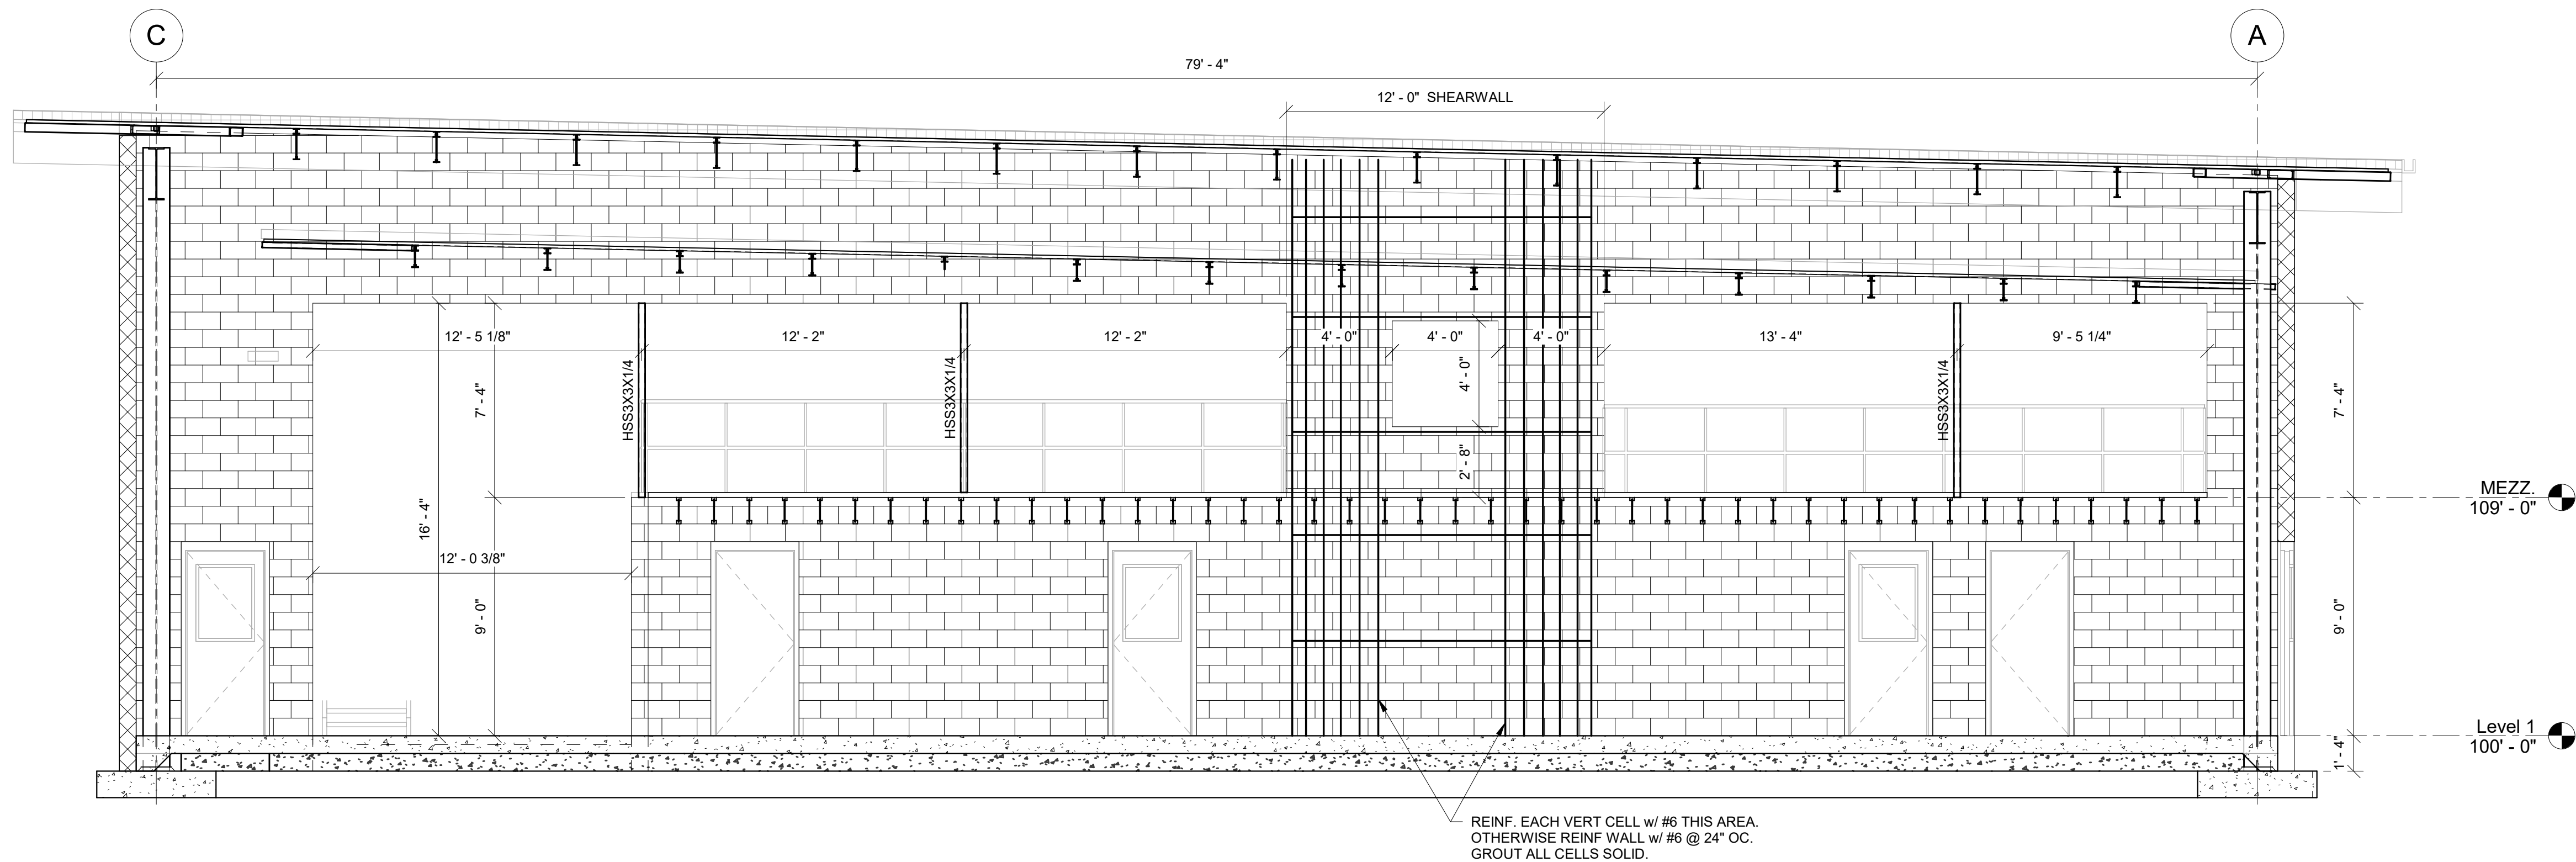 C
A
79' - 4"
12' - 0" SHEARWALL
12' - 5 1/8"
12' - 2"
12' - 2"
4' - 0"
4' - 0"
4' - 0"
13' - 4"
9' - 5 1/4"
HSS3X3X1/4
HSS3X3X1/4
HSS3X3X1/4
7' - 4"
4' - 0"
7' - 4"
2' - 8"
16' - 4"
MEZZ.
109' - 0"
12' - 0 3/8"
9' - 0"
9' - 0"
Level 1
100' - 0"
1' - 4"
REINF. EACH VERT CELL w/ #6 THIS AREA.
OTHERWISE REINF WALL w/ #6 @ 24" OC.
GROUT ALL CELLS SOLID.